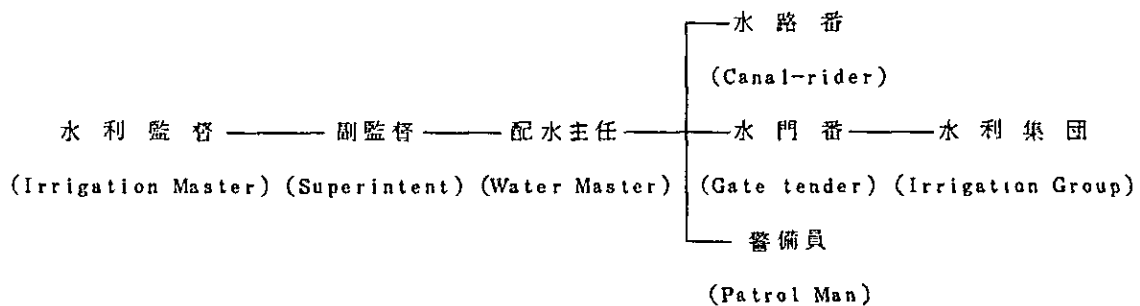 水路番
(Canal-rider)
水利監督 副監督 配水主任 水門番 水利集団
(Irrigation Master) (Superintent) (Water Master) (Gate tender) (Irrigation Group)
警備員
(Patrol Man)